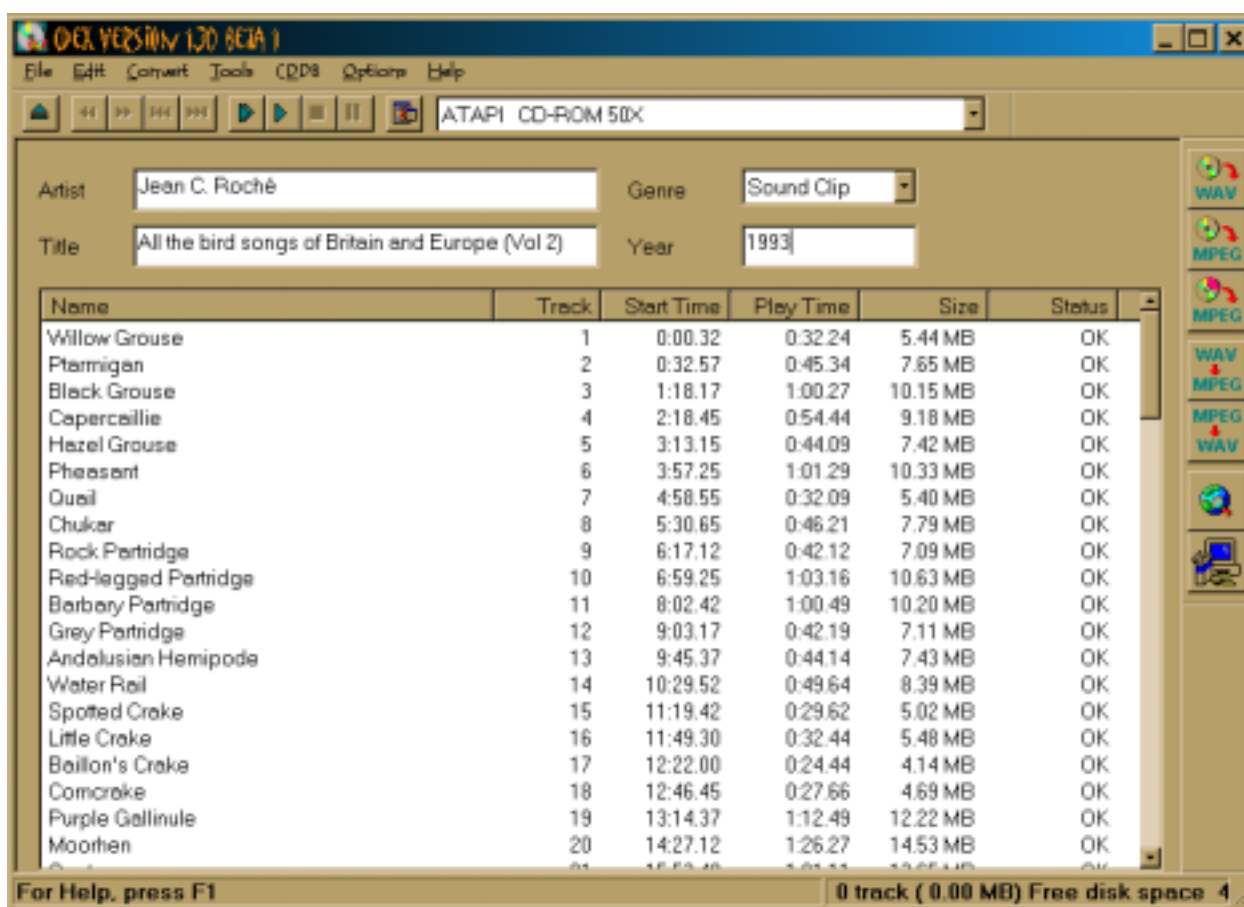 CDEX VERSION 1.30 BETA 1
File Edit Convert Tools CDDB Options Help
ATAPI CD-ROM 50X
Artist Jean C. Roché Genre Sound Clip
Title All the bird songs of Britain and Europe (Vol 2) Year 1993
WAV
MPEG
MPEG
WAV
MPEG
MPEG
WAV
Name Track Start Time Play Time Size Status
Willow Grouse 1 0:00.32 0:32.24 5.44 MB OK
Ptarmigan 2 0:32.57 0:45.34 7.65 MB OK
Black Grouse 3 1:18.17 1:00.27 10.15 MB OK
Capercaillie 4 2:18.45 0:54.44 9.18 MB OK
Hazel Grouse 5 3:13.15 0:44.09 7.42 MB OK
Pheasant 6 3:57.25 1:01.29 10.33 MB OK
Quail 7 4:58.55 0:32.09 5.40 MB OK
Chukar 8 5:30.65 0:46.21 7.79 MB OK
Rock Partridge 9 6:17.12 0:42.12 7.09 MB OK
Red-legged Partridge 10 6:59.25 1:03.16 10.63 MB OK
Barbary Partridge 11 8:02.42 1:00.49 10.20 MB OK
Grey Partridge 12 9:03.17 0:42.19 7.11 MB OK
Andalusian Hemipode 13 9:45.37 0:44.14 7.43 MB OK
Water Rail 14 10:29.52 0:49.64 8.39 MB OK
Spotted Crake 15 11:19.42 0:29.62 5.02 MB OK
Little Crake 16 11:49.30 0:32.44 5.48 MB OK
Baillon's Crake 17 12:22.00 0:24.44 4.14 MB OK
Corncrake 18 12:46.45 0:27.66 4.69 MB OK
Purple Gallinule 19 13:14.37 1:12.49 12.22 MB OK
Moorhen 20 14:27.12 1:26.27 14.53 MB OK
For Help, press F1 0 track ( 0.00 MB) Free disk space 4